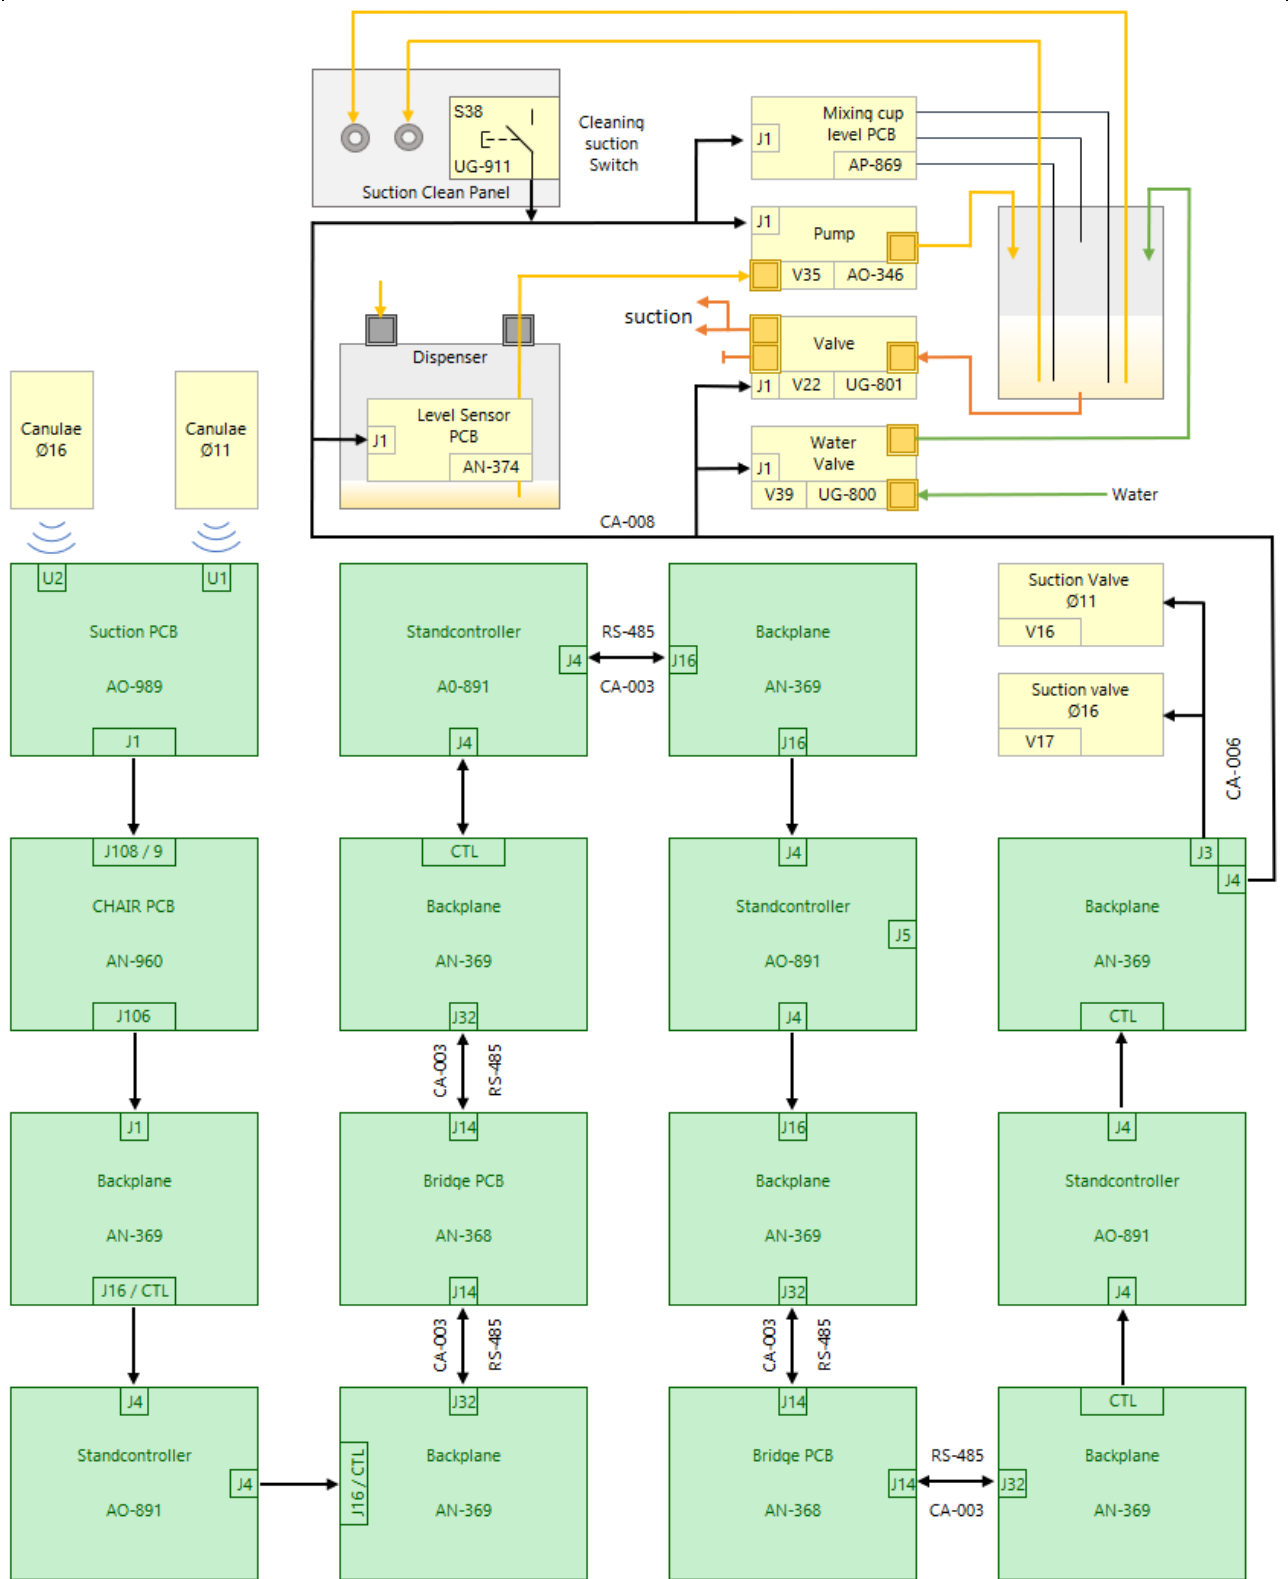 S38
UG-911
Suction Clean Panel
Cleaning
suction
Switch
Mixing cup
level PCB
J1
AP-869
J1
Pump
V35
AO-346
suction
Valve
J1
V22
UG-801
Water
Valve
J1
V39
UG-800
Water
Dispenser
Level Sensor
PCB
J1
AN-374
CA-008
Canulae
Ø16
Canulae
Ø11
U2
U1
Suction PCB
AO-989
J1
Standcontroller
A0-891
J4
J4
RS-485
CA-003
Backplane
AN-369
J16
J16
Suction Valve
Ø11
V16
Suction valve
Ø16
V17
CA-006
J108 / 9
CHAIR PCB
AN-960
J106
CTL
Backplane
AN-369
J32
J4
Standcontroller
AO-891
J5
J4
J3
J4
Backplane
AN-369
CTL
CA-003
RS-485
J1
Backplane
AN-369
J16 / CTL
J14
Bridge PCB
AN-368
J14
J16
Backplane
AN-369
J32
J4
Standcontroller
AO-891
J4
CA-003
RS-485
CA-003
RS-485
J4
Standcontroller
AO-891
J4
J32
J16 / CTL
Backplane
AN-369
J14
Bridge PCB
AN-368
J14
RS-485
CA-003
CTL
Backplane
AN-369
J32